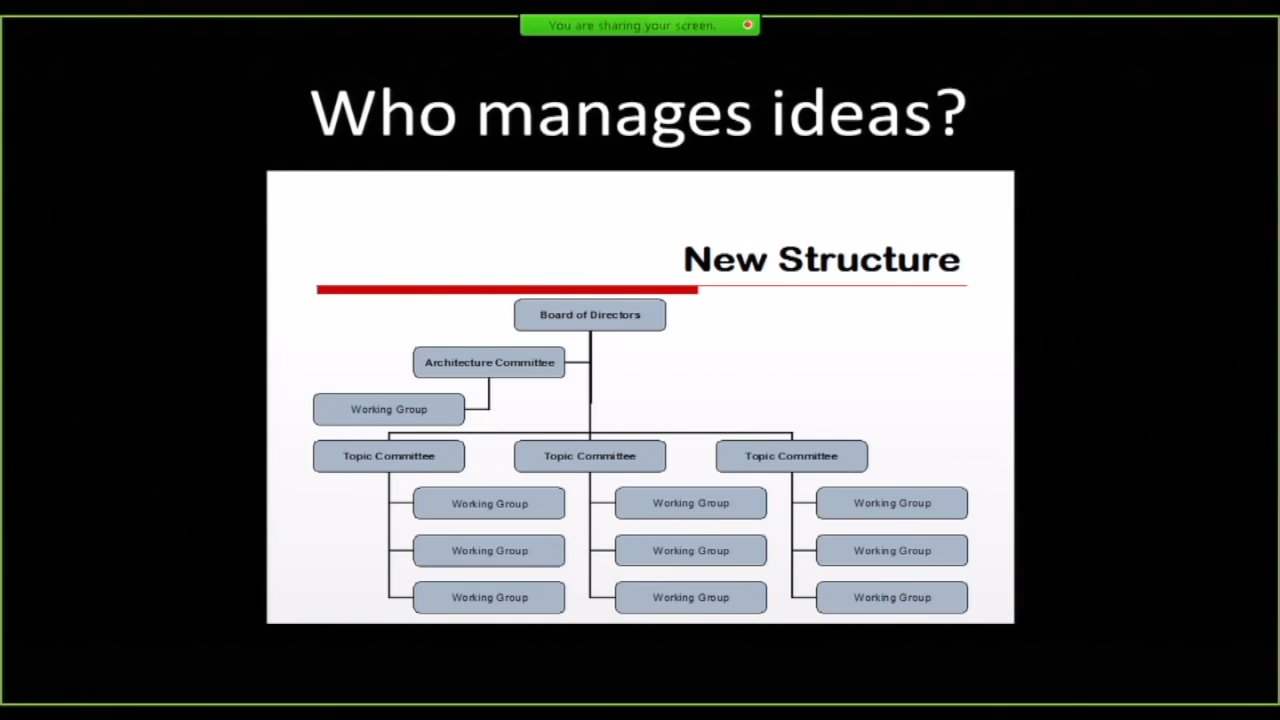 You are sharing your screen.
Who manages ideas?
New Structure
Board of Directors
Architecture Committee
Working Group
Topic Committee
Topic Committee
Topic Committee
Working Group
Working Group
Working Group
Working Group
Working Group
Working Group
Working Group
Working Group
Working Group